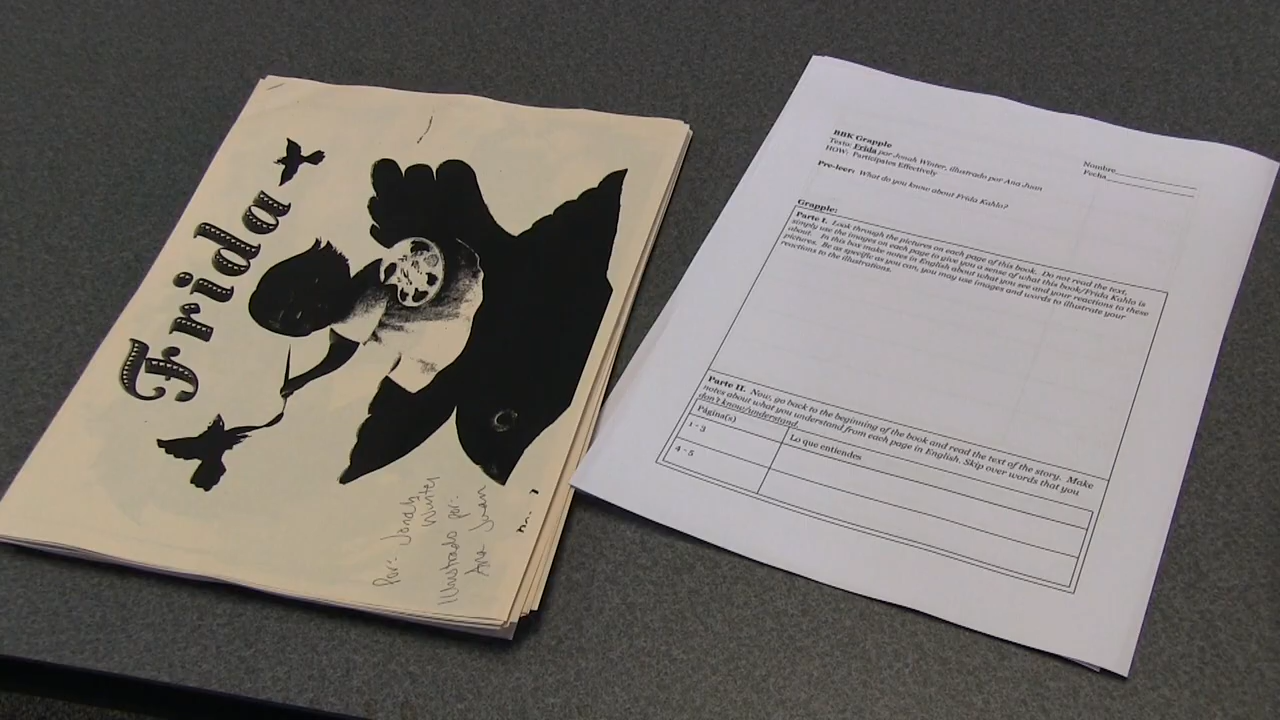 Frida
Por: Jonah
Winter
Ilustrado por:
Ana Juan
BBK Grapple
Texto: Frida por Jonah Winter, illustrado por Ana Juan
HOW: Participates Effectively
Nombre
Fecha
Pre-leer: What do you know about Frida Kahlo?
Grapple:
Parte I. Look through the pictures on each page of this book. Do not read the text,
simply use the images on each page to give you a sense of what this book/Frida Kahlo is
about. In this box make notes in English about what you see and your reactions to these
pictures. Be as specific as you can, you may use images and words to illustrate your
reactions to the illustrations.
Parte II. Now, go back to the beginning of the book and read the text of the story. Make
notes about what you understand from each page in English. Skip over words that you
don't know/understand.
Página(s)
Lo que entiendes
1 - 3
4 - 5